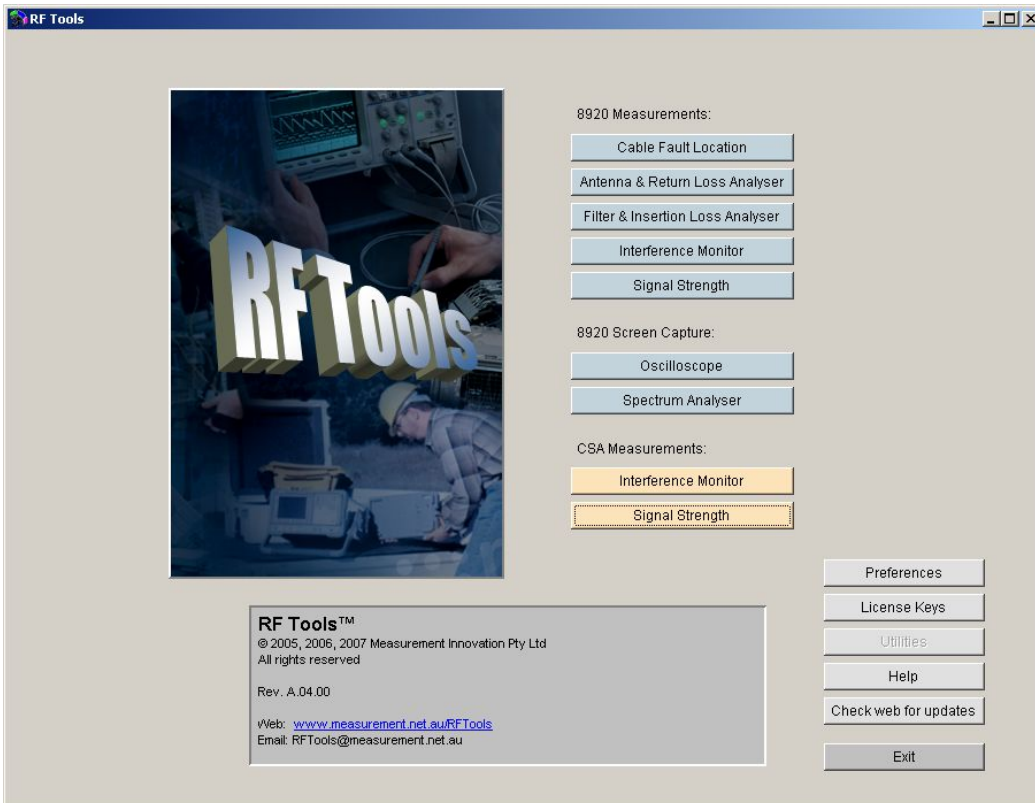 RF Tools
RF Tools
8920 Measurements:
Cable Fault Location
Antenna & Return Loss Analyser
Filter & Insertion Loss Analyser
Interference Monitor
Signal Strength
8920 Screen Capture:
Oscilloscope
Spectrum Analyser
CSA Measurements:
Interference Monitor
Signal Strength
Preferences
License Keys
Utilities
Help
Check web for updates
Exit
RF Tools™
© 2005, 2006, 2007 Measurement Innovation Pty Ltd
All rights reserved
Rev. A.04.00
Web: www.measurement.net.au/RFTools
Email: RFTools@measurement.net.au